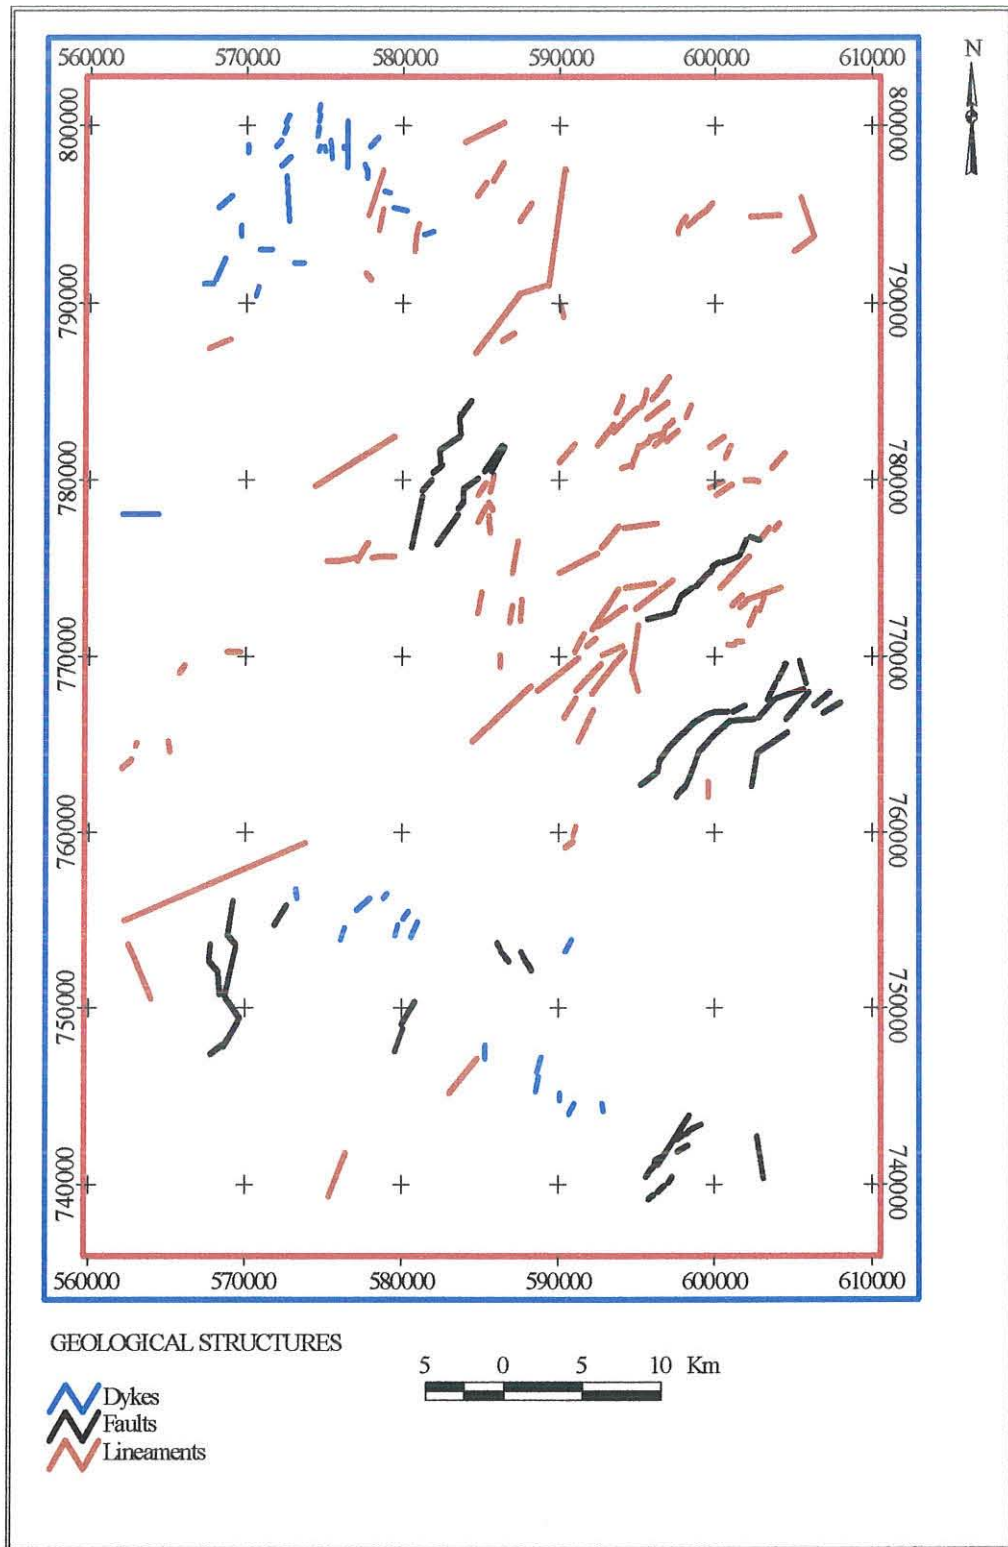 N
560000 570000 580000 590000 600000 610000
800000 800000
790000 790000
780000 780000
770000 770000
760000 760000
750000 750000
740000 740000
560000 570000 580000 590000 600000 610000
GEOLOGICAL STRUCTURES
5 0 5 10 Km
Dykes
Faults
Lineaments